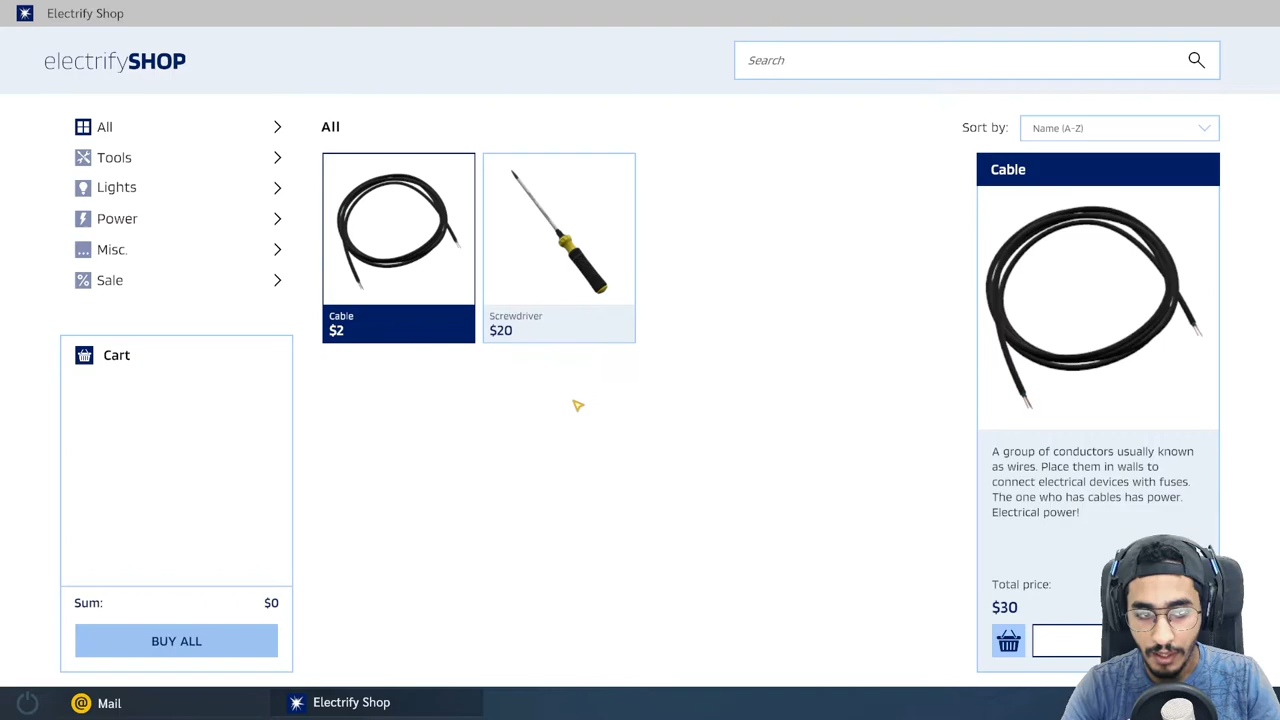 Electrify Shop
electrifySHOP
Search
All
Tools
Lights
Power
Misc.
Sale
All
Sort by:
Name (A-Z)
Cable
$2
Screwdriver
$20
Cable
A group of conductors usually known
as wires. Place them in walls to
connect electrical devices with fuses.
The one who has cables has power.
Electrical power!
Total price:
$30
Cart
Sum:
$0
BUY ALL
Mail
Electrify Shop